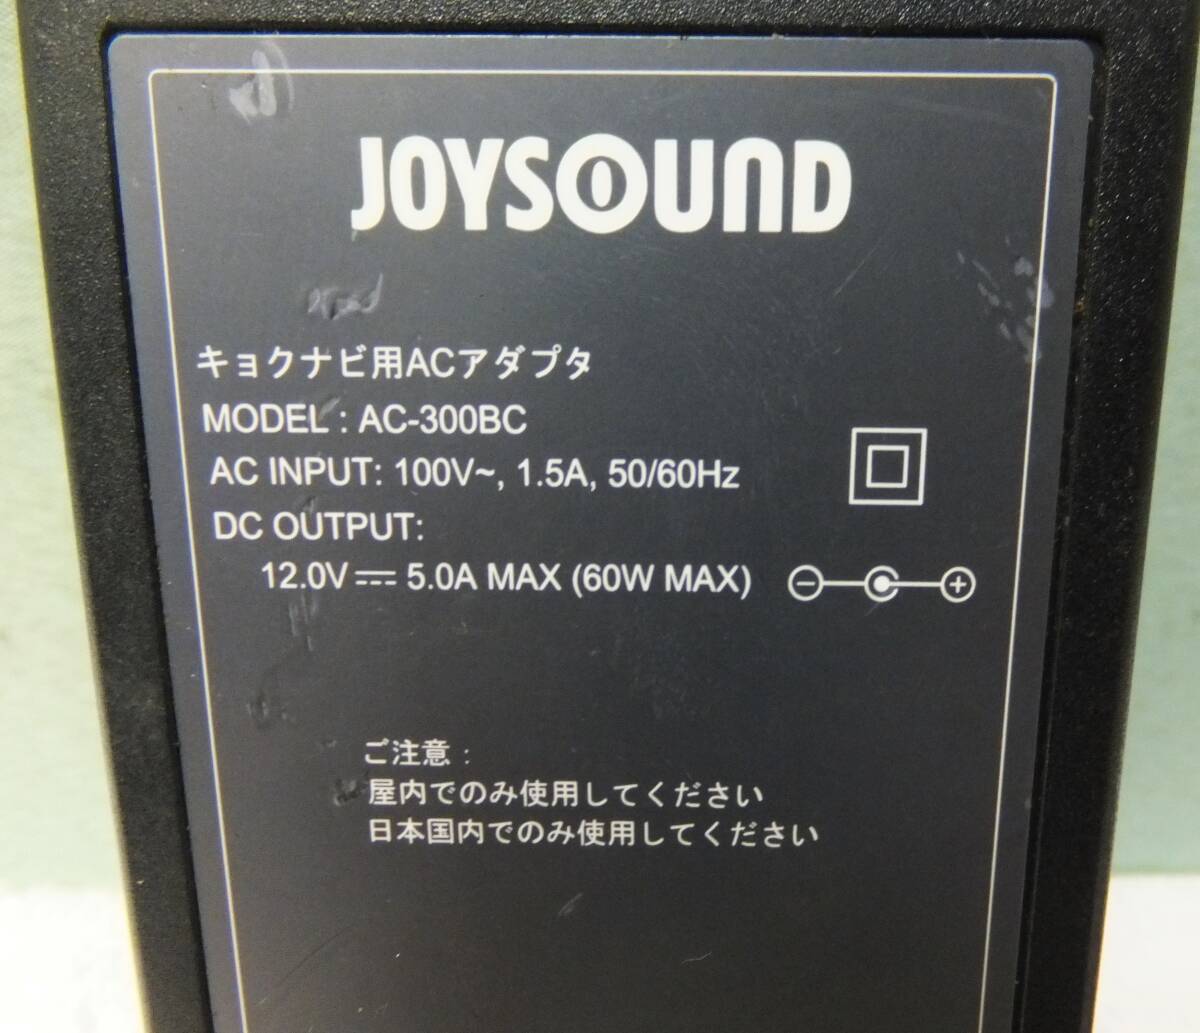 JOYSOUND
キョクナビ用ACアダプタ
MODEL : AC-300BC
AC INPUT: 100V~, 1.5A, 50/60Hz
DC OUTPUT:
12.0V⎓ 5.0A MAX (60W MAX)
ご注意 :
屋内でのみ使用してください
日本国内でのみ使用してください